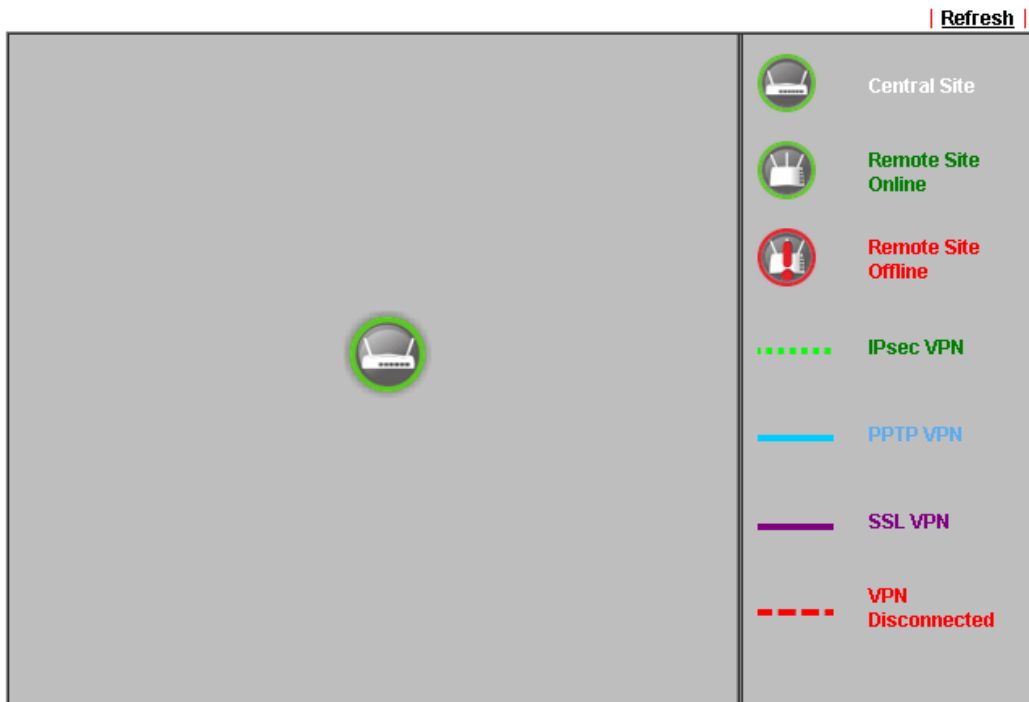 | Refresh |
Central Site
Remote Site
Online
Remote Site
Offline
IPsec VPN
PPTP VPN
SSL VPN
VPN
Disconnected